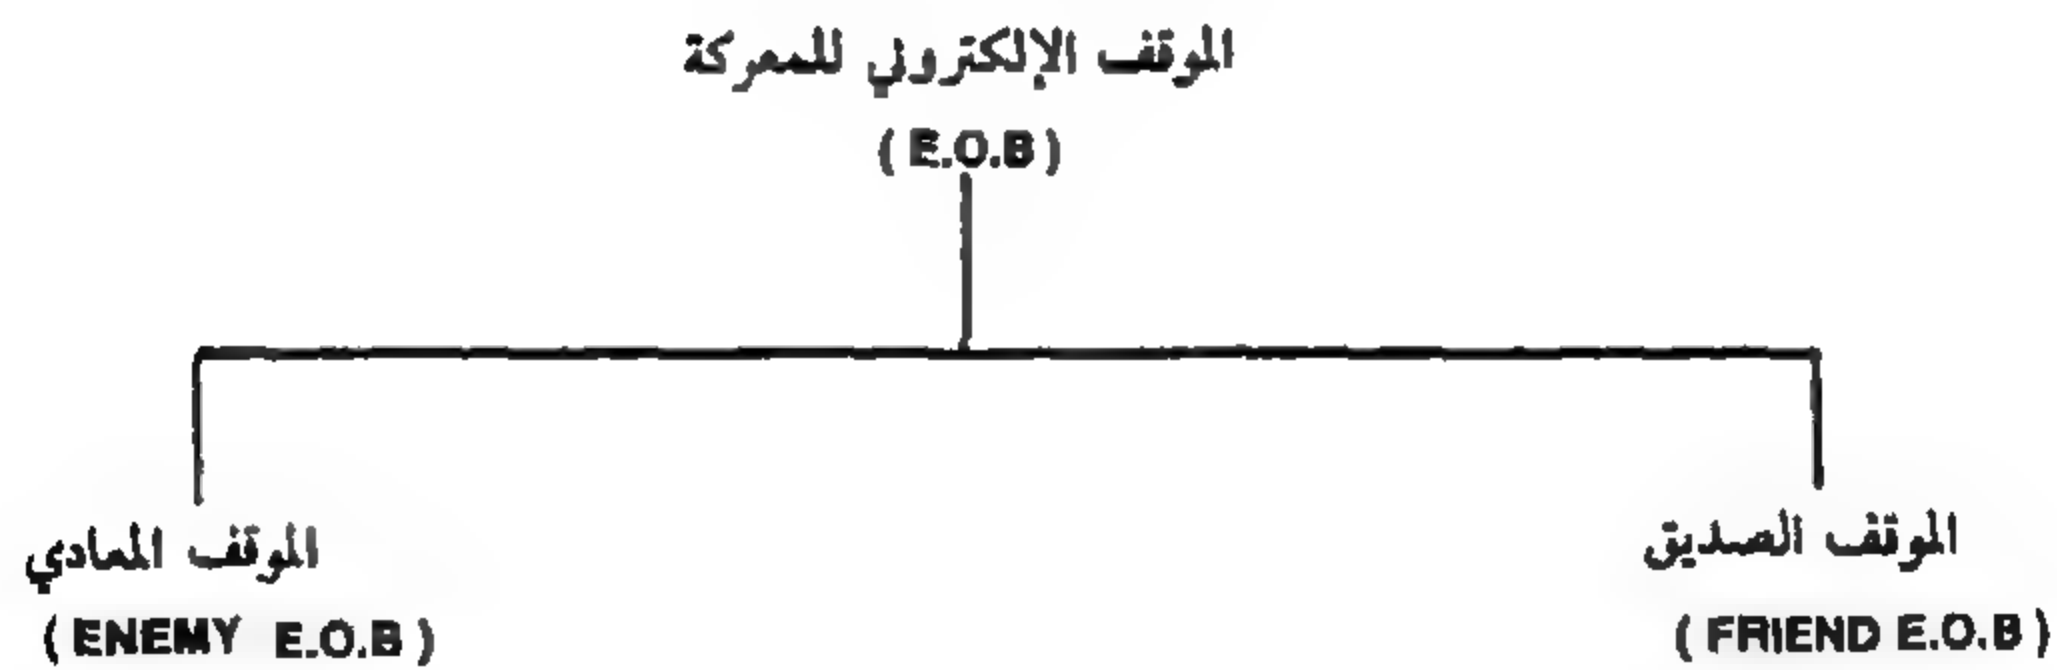 الموقف الإلكتروني للمعركة
( E.O.B )
الموقف الصديق
( FRIEND E.O.B )
الموقف المعادي
( ENEMY E.O.B )